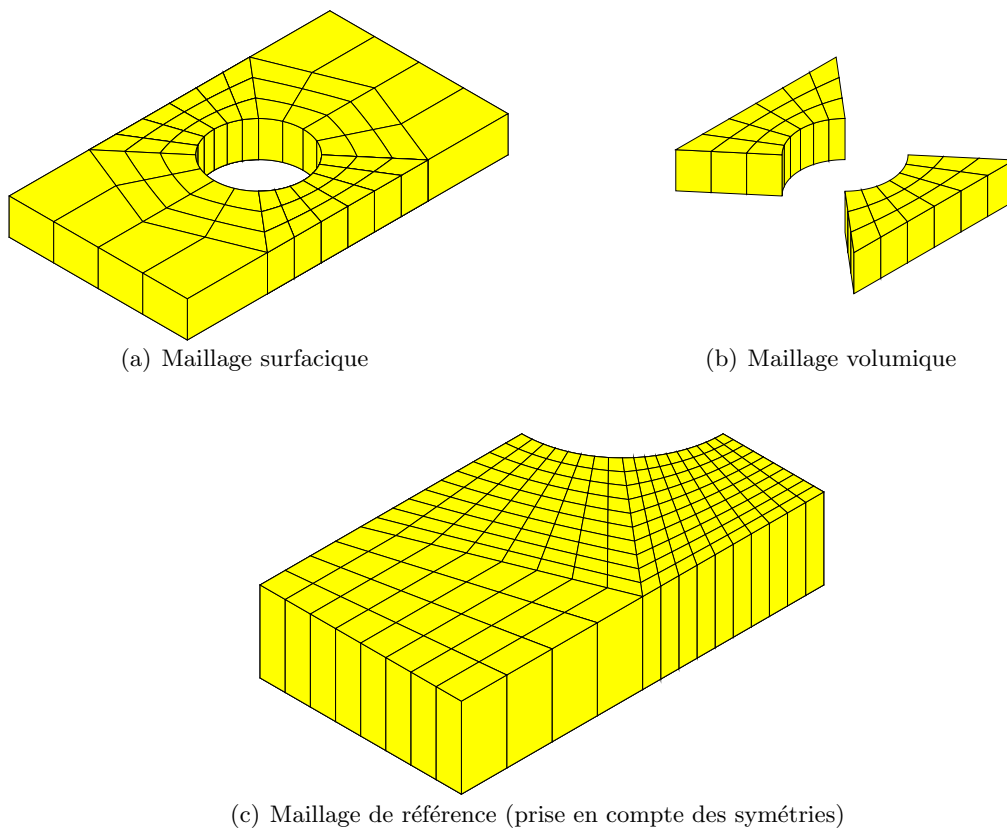 (a) Maillage surfacique
(b) Maillage volumique
(c) Maillage de référence (prise en compte des symétries)